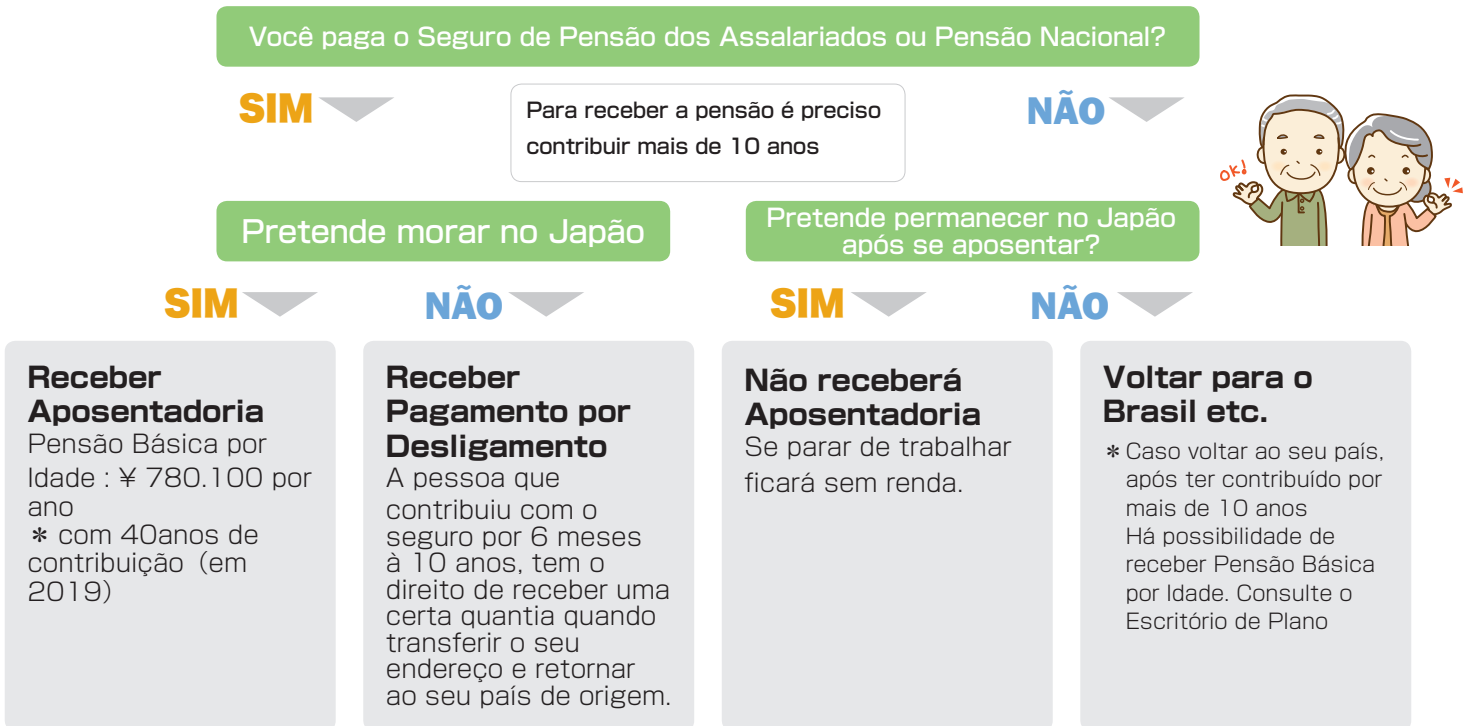 Você paga o Seguro de Pensão dos Assalariados ou Pensão Nacional?
SIM
Para receber a pensão é preciso
contribuir mais de 10 anos
NÃO
OK!
Pretende morar no Japão
Pretende permanecer no Japão
após se aposentar?
SIM
NÃO
SIM
NÃO
Receber
Aposentadoria
Pensão Básica por
Idade : ¥ 780.100 por
ano
＊ com 40anos de
contribuição（em
2019）
Receber
Pagamento por
Desligamento
A pessoa que
contribuiu com o
seguro por 6 meses
à 10 anos, tem o
direito de receber uma
certa quantia quando
transferir o seu
endereço e retornar
ao seu país de origem.
Não receberá
Aposentadoria
Se parar de trabalhar
ficará sem renda.
Voltar para o
Brasil etc.
＊ Caso voltar ao seu país,
após ter contribuído por
mais de 10 anos
Há possibilidade de
receber Pensão Básica
por Idade. Consulte o
Escritório de Plano